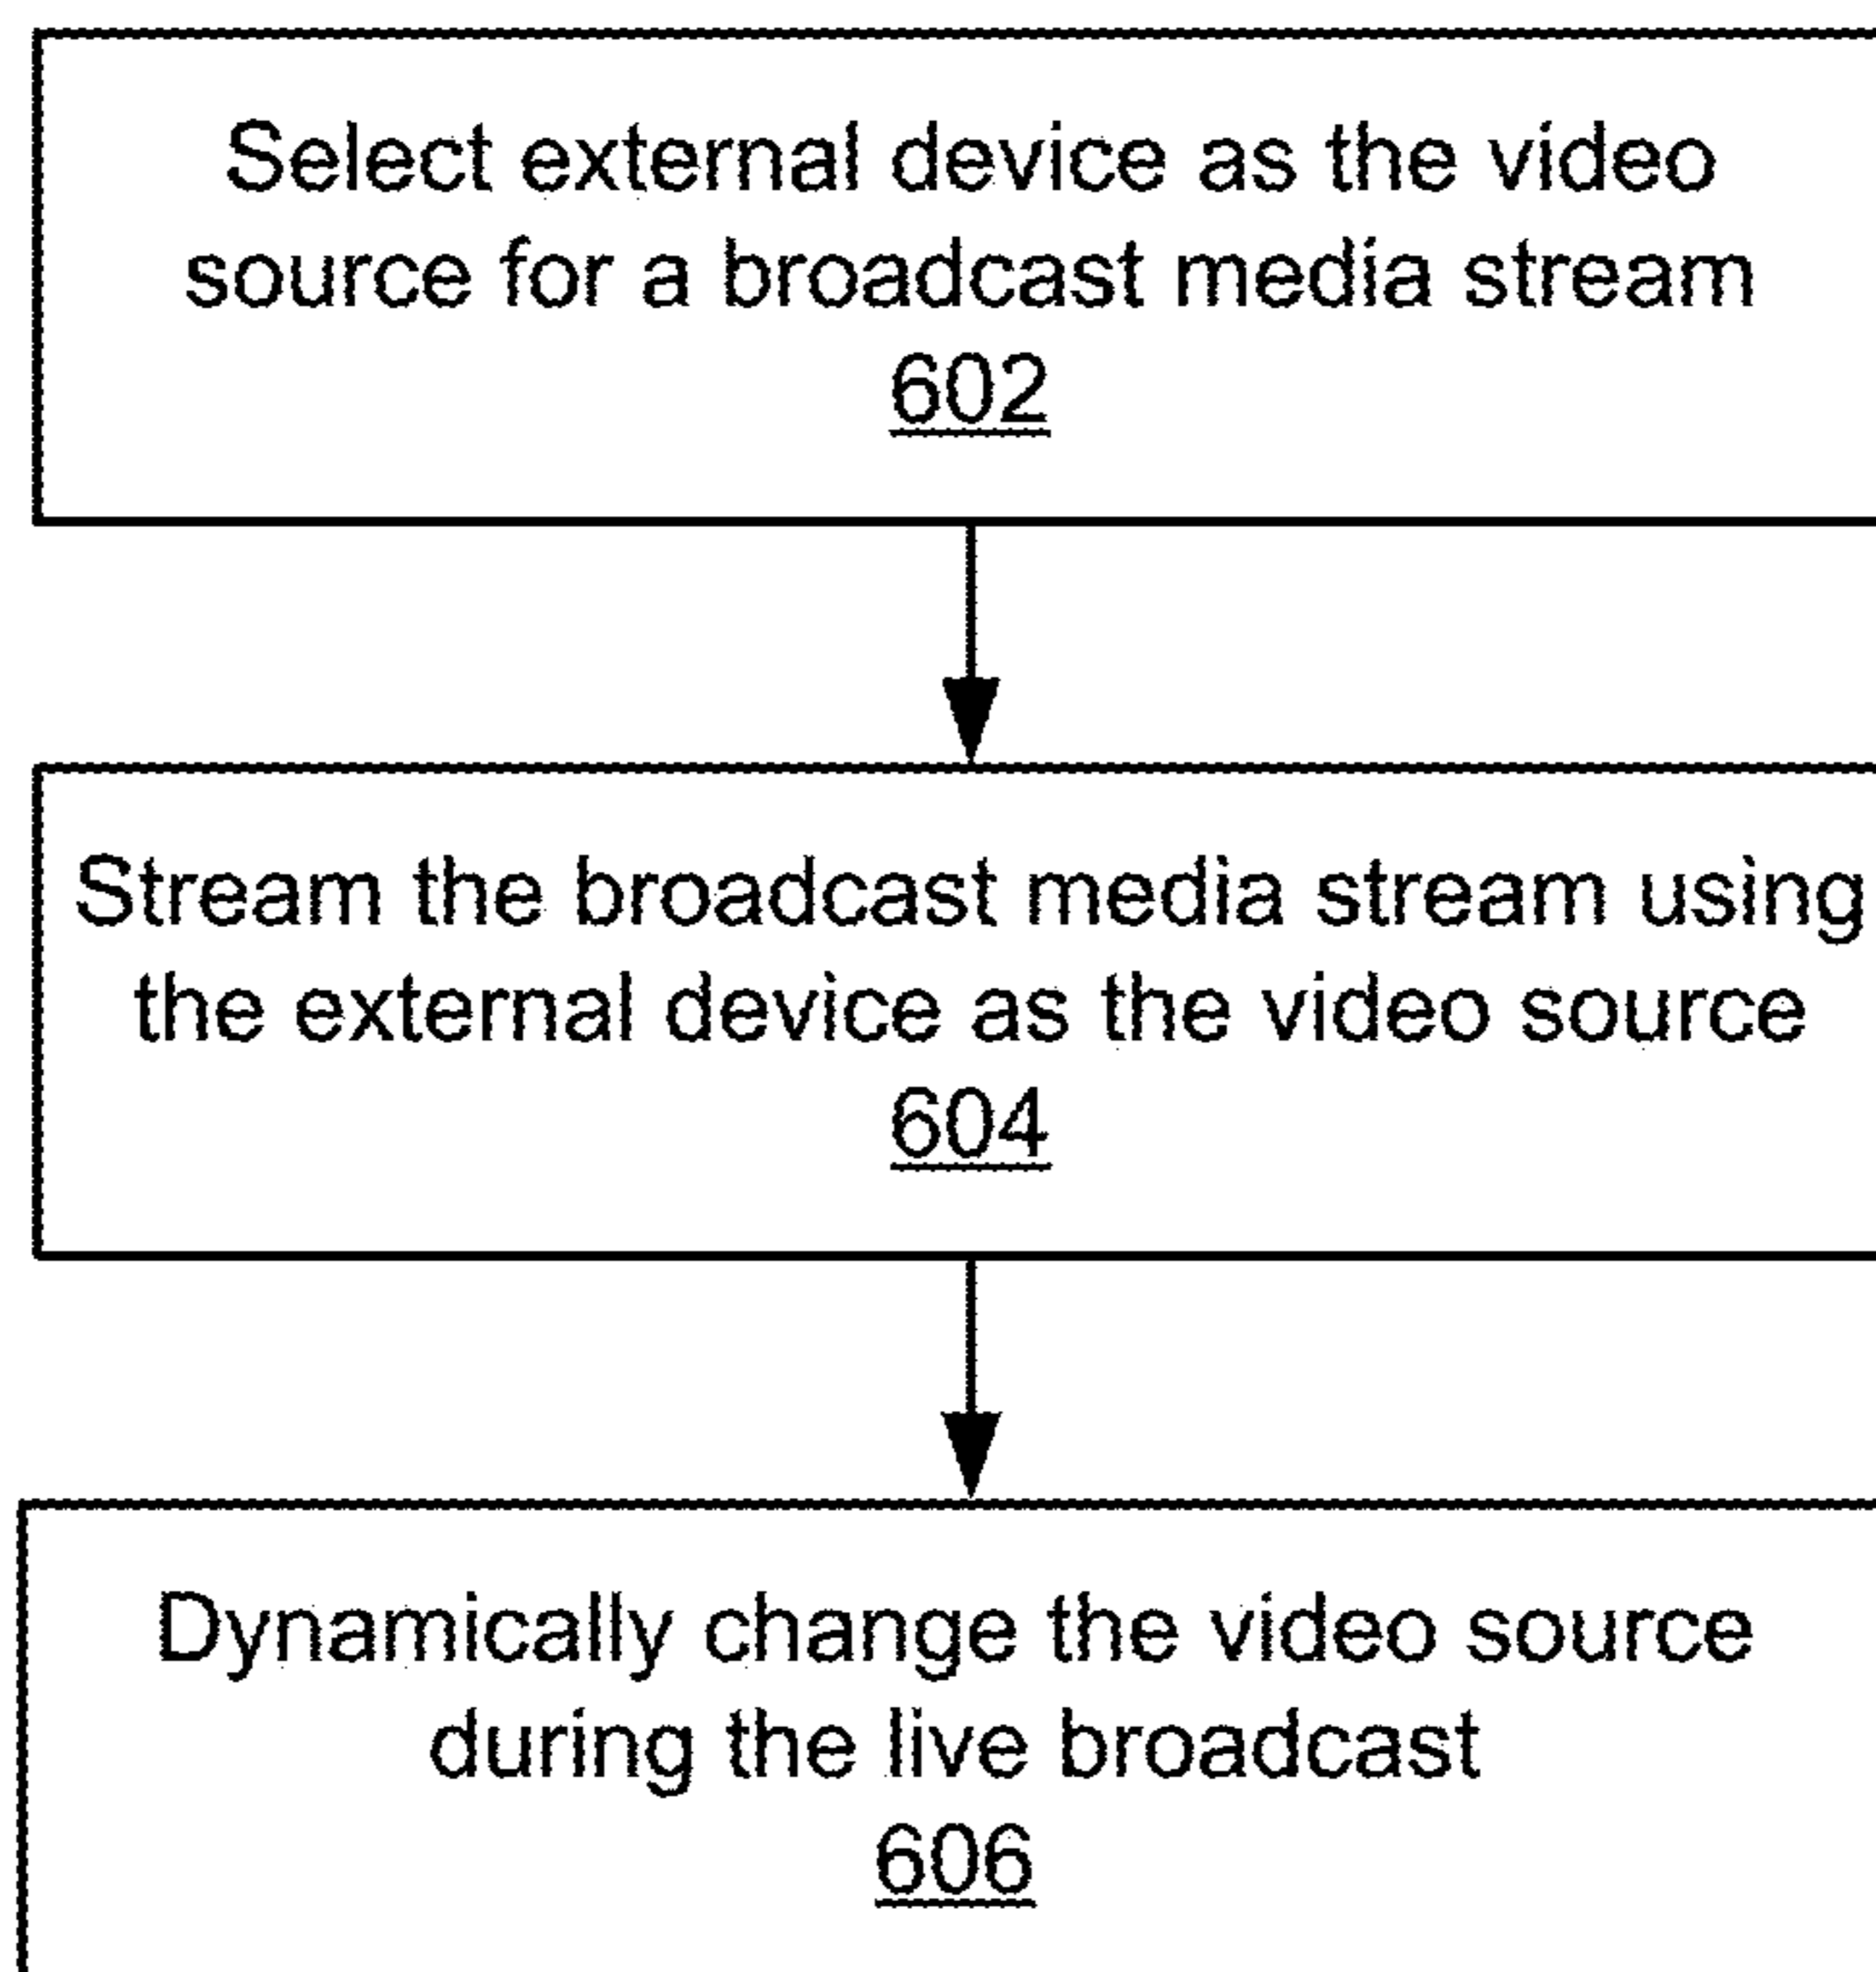 Select external device as the video
source for a broadcast media stream
602
Stream the broadcast media stream using
the external device as the video source
604
Dynamically change the video source
during the live broadcast
606